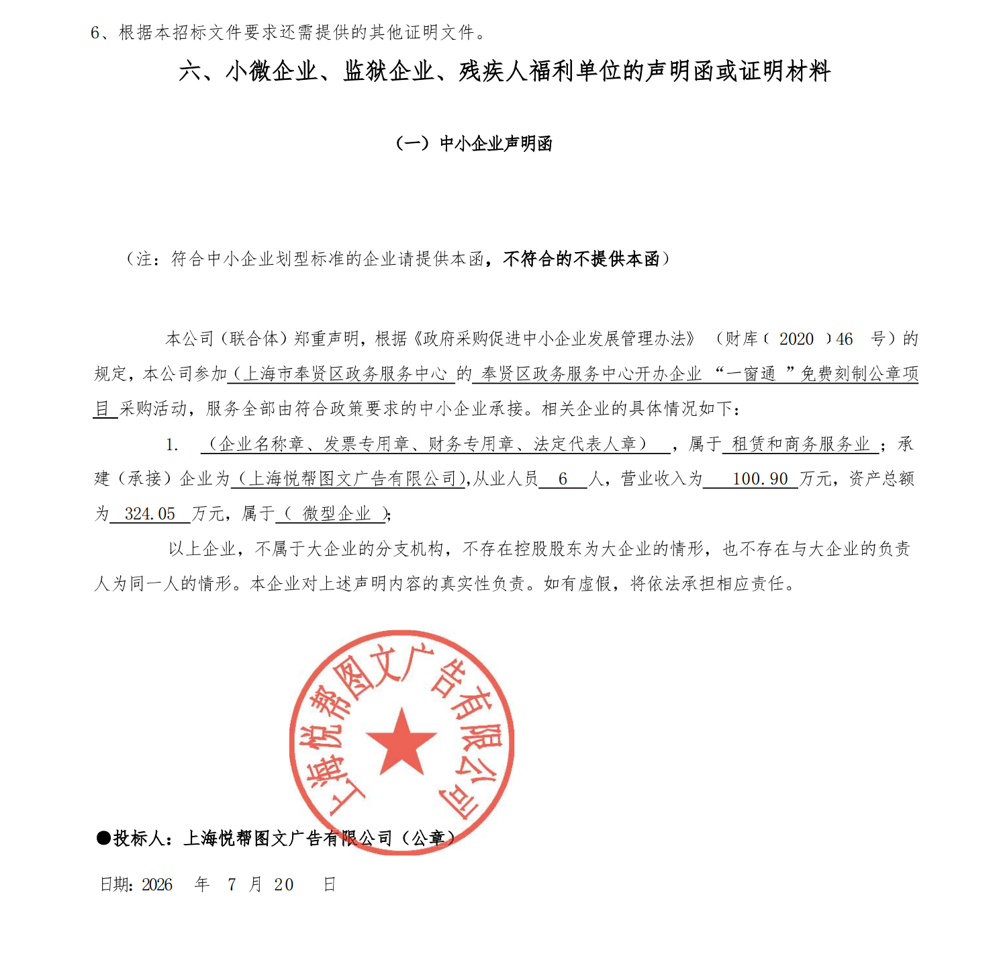 6、根据本招标文件要求还需提供的其他证明文件。
六、小微企业、监狱企业、残疾人福利单位的声明函或证明材料
（一）中小企业声明函
（注：符合中小企业划型标准的企业请提供本函，不符合的不提供本函）
本公司（联合体）郑重声明，根据《政府采购促进中小企业发展管理办法》（财库﹝2020﹞46 号）的
规定，本公司参加（上海市奉贤区政务服务中心 的 奉贤区政务服务中心开办企业 “一窗通 ”免费刻制公章项
目 采购活动，服务全部由符合政策要求的中小企业承接。相关企业的具体情况如下：
1. （企业名称章、发票专用章、财务专用章、法定代表人章） ，属于 租赁和商务服务业 ；承
建（承接）企业为（上海悦帮图文广告有限公司），从业人员 6 人，营业收入为 100.90 万元，资产总额
为 324.05 万元，属于（ 微型企业 ）；
以上企业，不属于大企业的分支机构，不存在控股股东为大企业的情形，也不存在与大企业的负责
人为同一人的情形。本企业对上述声明内容的真实性负责。如有虚假，将依法承担相应责任。
上海悦帮图文广告有限公司
●投标人：上海悦帮图文广告有限公司（公章）
日期：2026 年 7 月 20 日